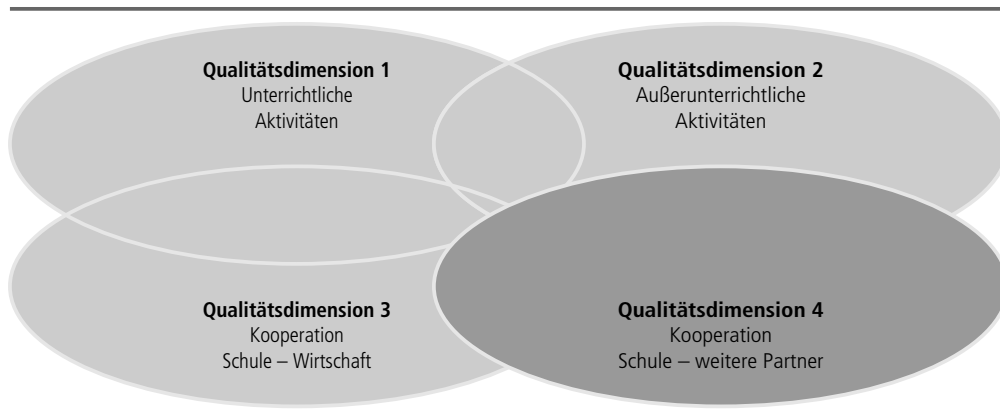 Qualitätsdimension 1
Unterrichtliche
Aktivitäten
Qualitätsdimension 2
Außerunterrichtliche
Aktivitäten
Qualitätsdimension 3
Kooperation
Schule – Wirtschaft
Qualitätsdimension 4
Kooperation
Schule – weitere Partner